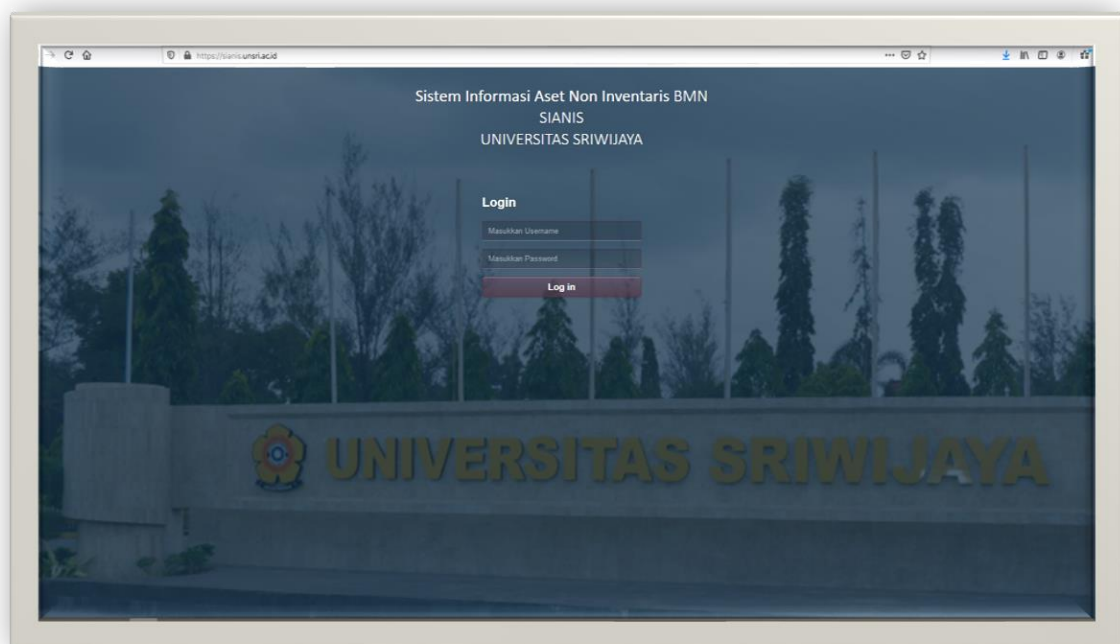 https://sianis.unsri.ac.id
Sistem Informasi Aset Non Inventaris BMN
SIANIS
UNIVERSITAS SRIWIJAYA
Login
Masukkan Username
Masukkan Password
Log in
UNIVERSITAS SRIWIJAYA